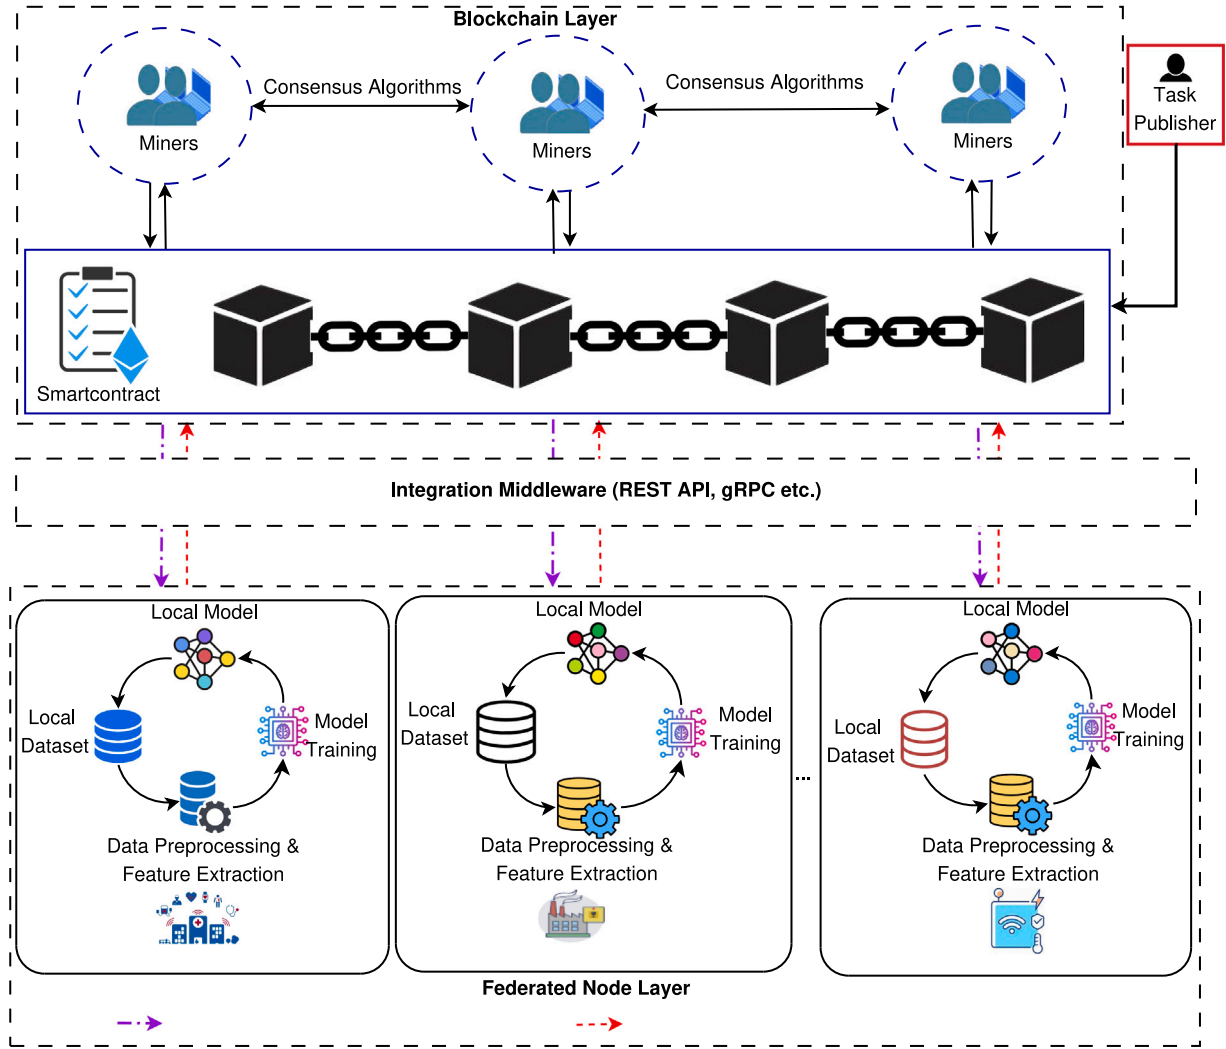 Blockchain Layer
Consensus Algorithms
Consensus Algorithms
Miners
Miners
Miners
Task
Publisher
Smartcontract
Integration Middleware (REST API, gRPC etc.)
Local Model
Local
Dataset
Model
Training
Data Preprocessing &
Feature Extraction
Local Model
Local
Dataset
Model
Training
Data Preprocessing &
Feature Extraction
...
Local Model
Local
Dataset
Model
Training
Data Preprocessing &
Feature Extraction
Federated Node Layer